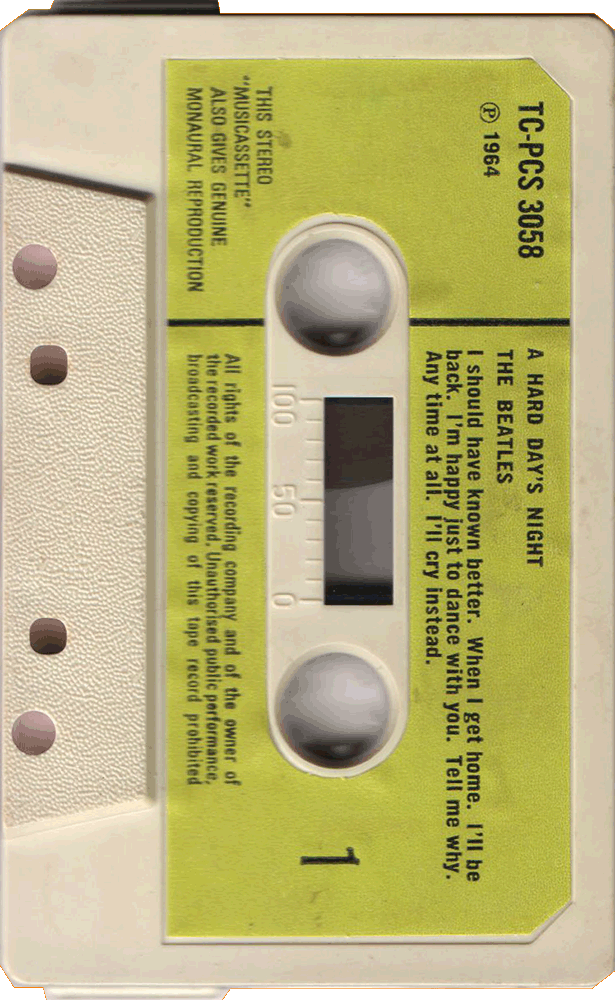 TC-PCS 3058
Ⓟ 1964
THIS STEREO
"MUSICASSETTE"
ALSO GIVES GENUINE
MONAURAL REPRODUCTION
A HARD DAY'S NIGHT
THE BEATLES
I should have known better. When I get home. I'll be
back. I'm happy just to dance with you. Tell me why.
Any time at all. I'll cry instead.
100 50 0
All rights of the recording company and of the owner of
the recorded work reserved. Unauthorised public performance,
broadcasting and copying of this tape record prohibited
1